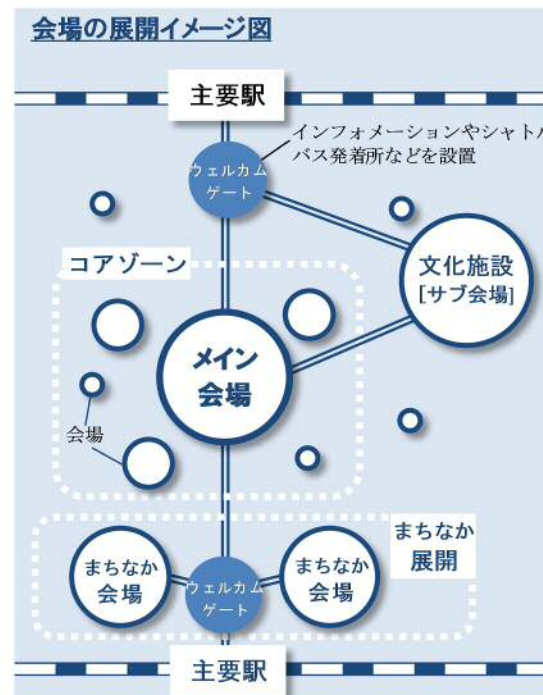 会場の展開イメージ図
主要駅
インフォメーションやシャトル
バス発着所などを設置
ウェルカム
ゲート
文化施設
[サブ会場]
コアゾーン
メイン
会場
会場
まちなか
展開
まちなか
会場
ウェルカム
ゲート
まちなか
会場
主要駅